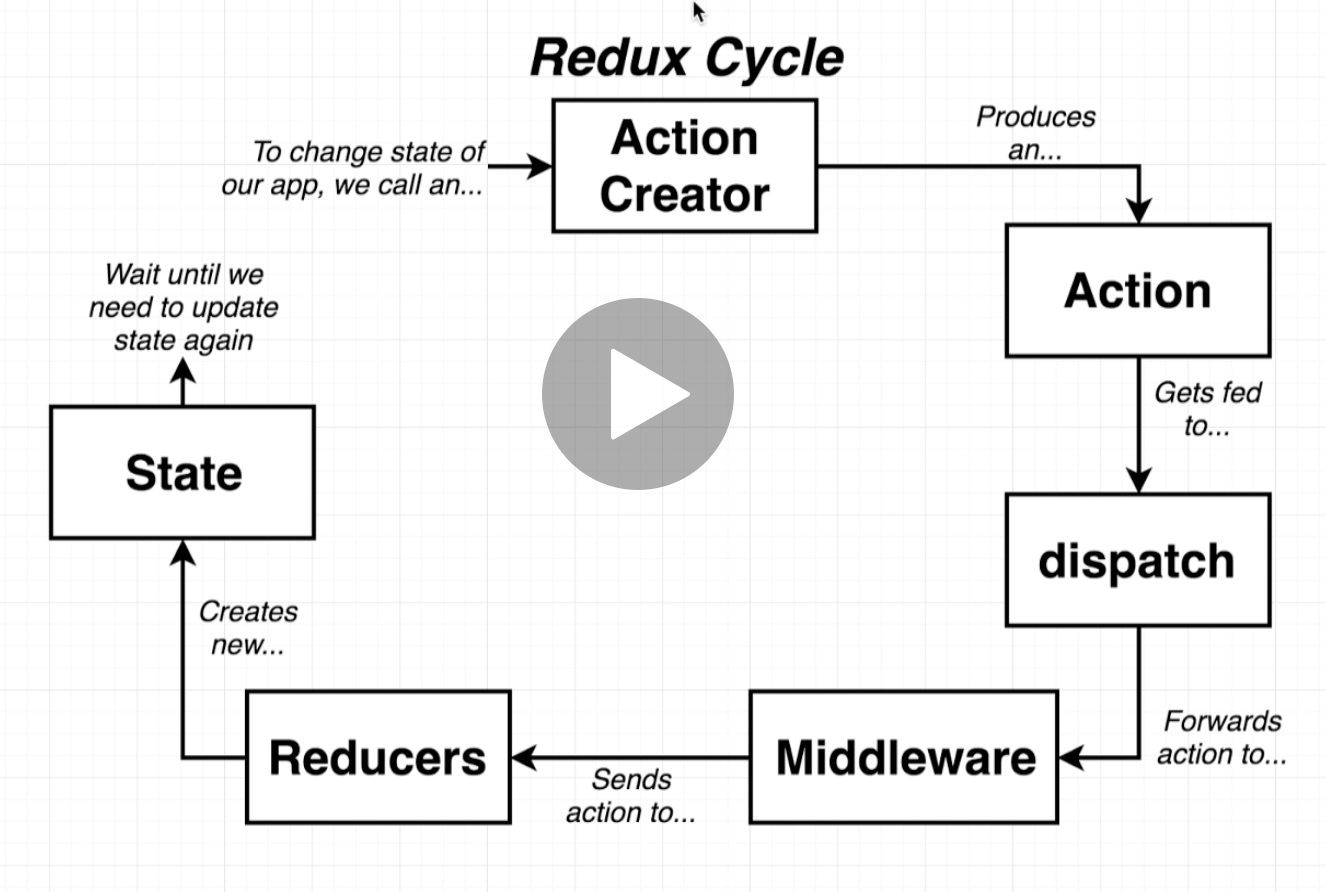 Redux Cycle
To change state of
our app, we call an...
Action
Creator
Produces
an...
Action
Gets fed
to...
dispatch
Forwards
action to...
Middleware
Sends
action to...
Reducers
Creates
new...
State
Wait until we
need to update
state again